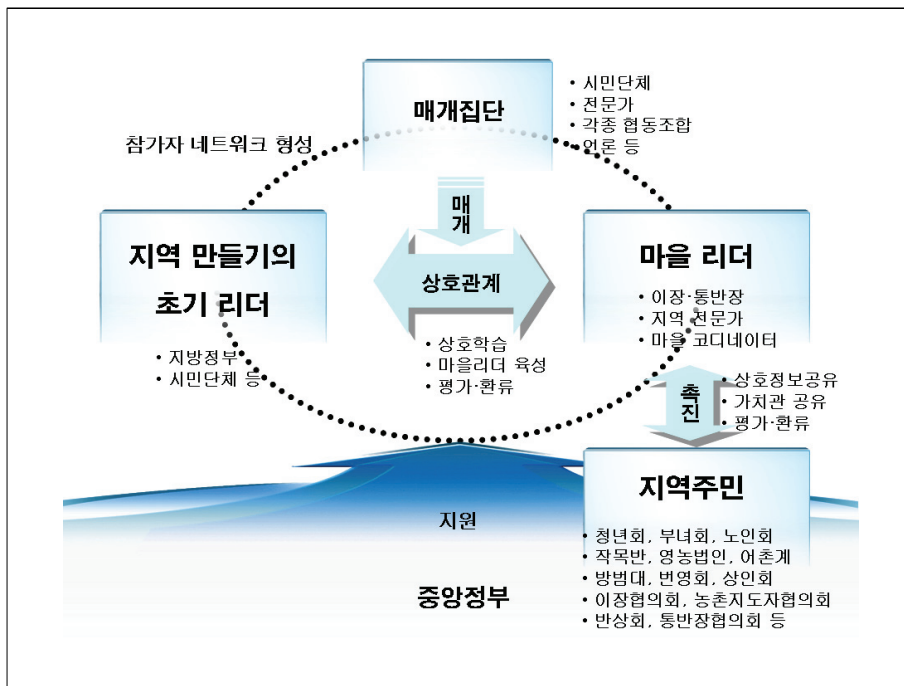 매개집단
• 시민단체
• 전문가
• 각종 협동조합
• 언론 등
참가자 네트워크 형성
매개
지역 만들기의
초기 리더
• 지방정부
• 시민단체 등
상호관계
• 상호학습
• 마을리더 육성
• 평가·환류
마을 리더
• 이장·통반장
• 지역 전문가
• 마을 코디네이터
촉진
• 상호정보공유
• 가치관 공유
• 평가·환류
지역주민
• 청년회, 부녀회, 노인회
• 작목반, 영농법인, 어촌계
• 방범대, 번영회, 상인회
• 이장협의회, 농촌지도자협의회
• 반상회, 통반장협의회 등
지원
중앙정부